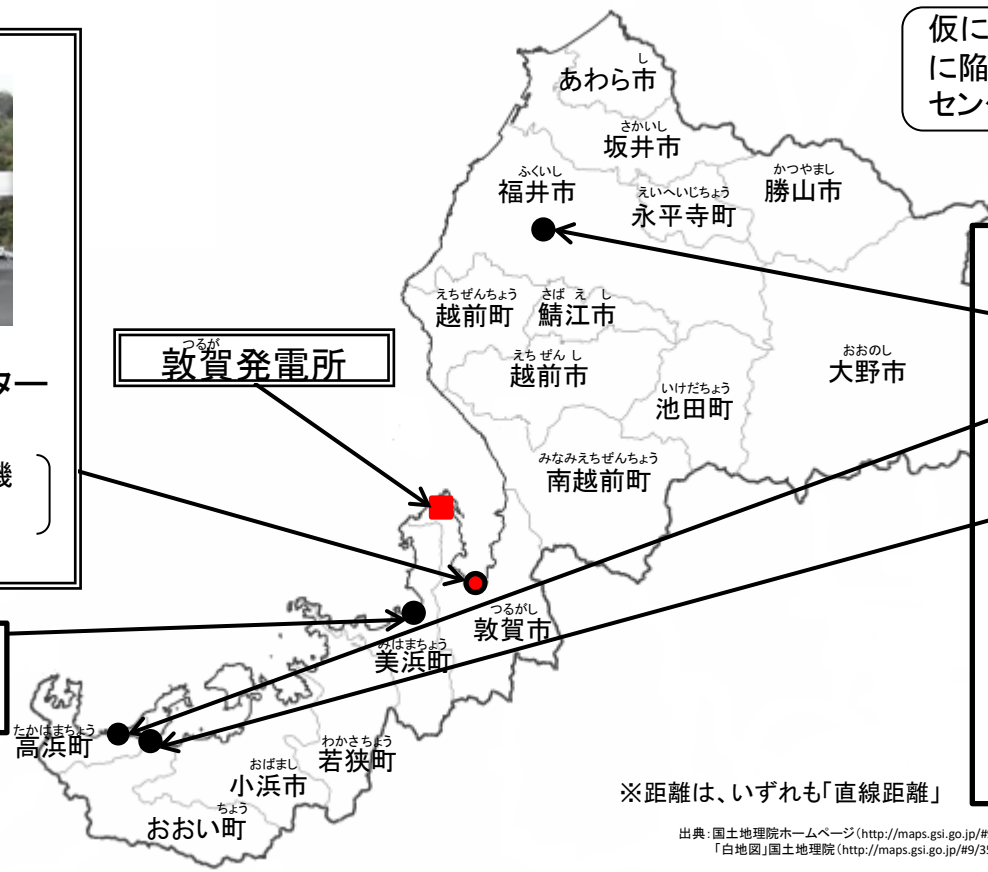 仮に
に陥
セン
し
あわら市
さかいし
坂井市
ふくいし
福井市
えいへいじちょう
永平寺町
かつやまし
勝山市
えちぜんちょう
越前町
さばえし
鯖江市
つるが
敦賀発電所
えちぜんし
越前市
いけだちょう
池田町
おおのし
大野市
ター
機
みなみえちぜんちょう
南越前町
つるがし
敦賀市
みはまちょう
美浜町
たかはまちょう
高浜町
わかさちょう
若狭町
おばまし
小浜市
ちょう
おおい町
※距離は、いずれも「直線距離」
出典:国土地理院ホームページ(http://maps.gsi.go.jp/#
「白地図」国土地理院(http://maps.gsi.go.jp/#9/35